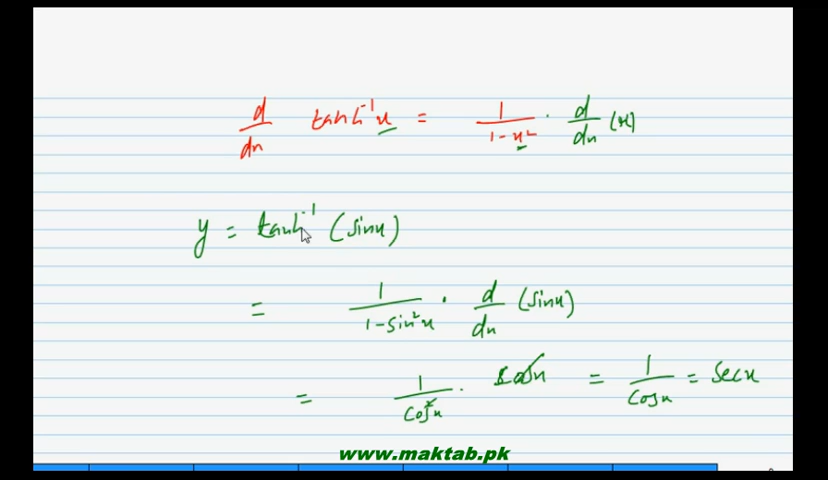 d/dx tanh⁻¹x = 1/(1-x²) · d/dx (x)
y = tanh⁻¹ (sinx)
= 1/(1-sin²x) · d/dx (sinx)
= 1/cos²x · cosx = 1/cosx = secx
www.maktab.pk